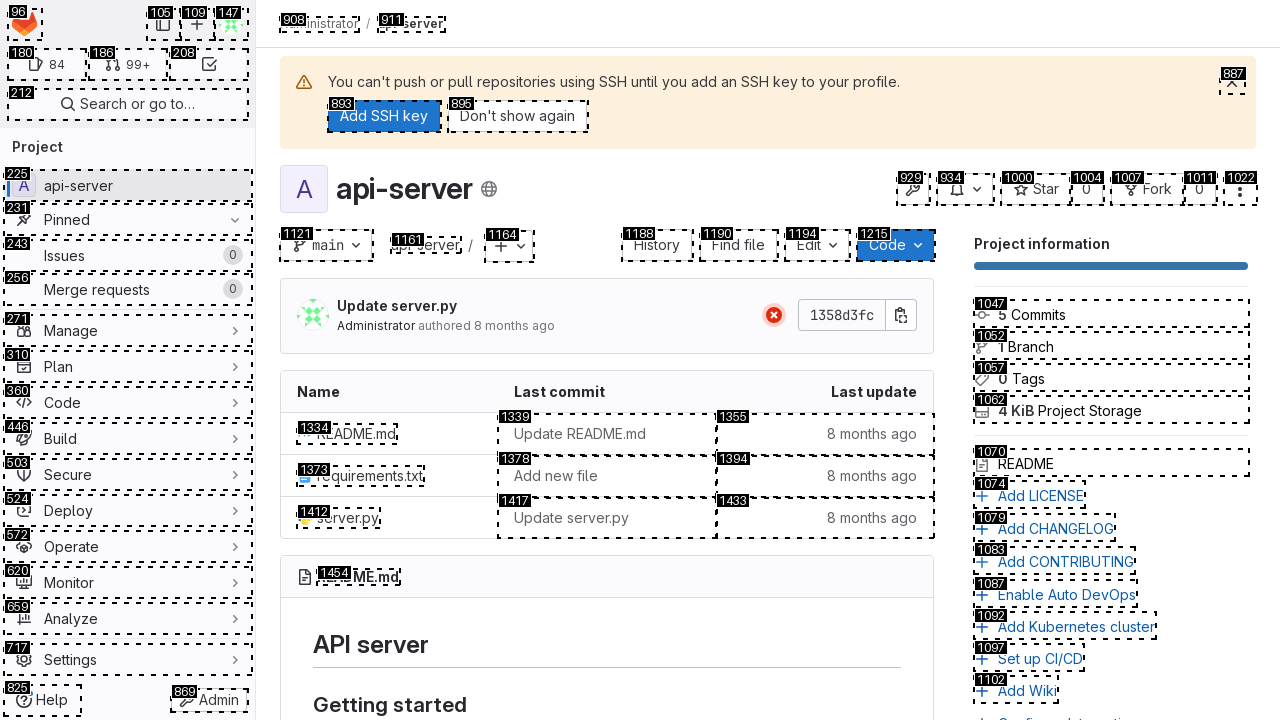 96
105
109
147
180
84
186
99+
208
212
Search or go to…
Project
225
A
api-server
231
Pinned
243
Issues
0
256
Merge requests
0
271
Manage
310
Plan
360
Code
446
Build
503
Secure
524
Deploy
572
Operate
620
Monitor
659
Analyze
717
Settings
825
Help
869
Admin
908
Administrator
/
911
api-server
You can't push or pull repositories using SSH until you add an SSH key to your profile.
887
893
Add SSH key
895
Don't show again
A
api-server
929
934
1000
Star
1004
0
1007
Fork
1011
0
1022
1121
main
1161
api-server
/
1164
1188
History
1190
Find file
1194
Edit
1215
Code
Update server.py
Administrator authored 8 months ago
1358d3fc
Name
Last commit
Last update
1334
README.md
1339
Update README.md
1355
8 months ago
1373
requirements.txt
1378
Add new file
1394
8 months ago
1412
server.py
1417
Update server.py
1433
8 months ago
1454
README.md
API server
Getting started
Project information
1047
5 Commits
1052
1 Branch
1057
0 Tags
1062
4 KiB Project Storage
1070
README
1074
Add LICENSE
1079
Add CHANGELOG
1083
Add CONTRIBUTING
1087
Enable Auto DevOps
1092
Add Kubernetes cluster
1097
Set up CI/CD
1102
Add Wiki